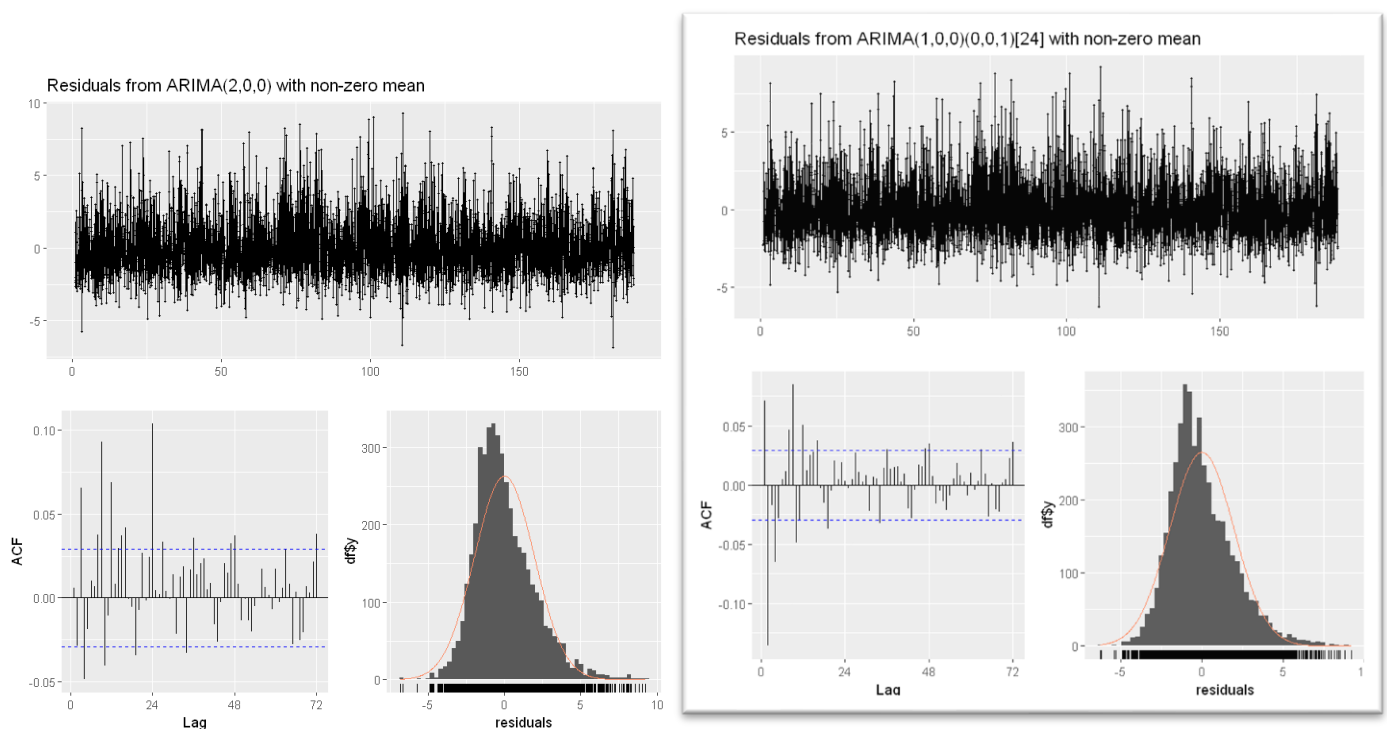 Residuals from ARIMA(2,0,0) with non-zero mean
10
5
0
-5
0 50 100 150
ACF
0.10
0.05
0.00
-0.05
0 24 48 72
Lag
df$y
300
200
100
0
-5 0 5 10
residuals
Residuals from ARIMA(1,0,0)(0,0,1)[24] with non-zero mean
5
0
-5
0 50 100 150
ACF
0.05
0.00
-0.05
-0.10
0 24 48 72
Lag
df$y
300
200
100
0
-5 0 5 1
residuals